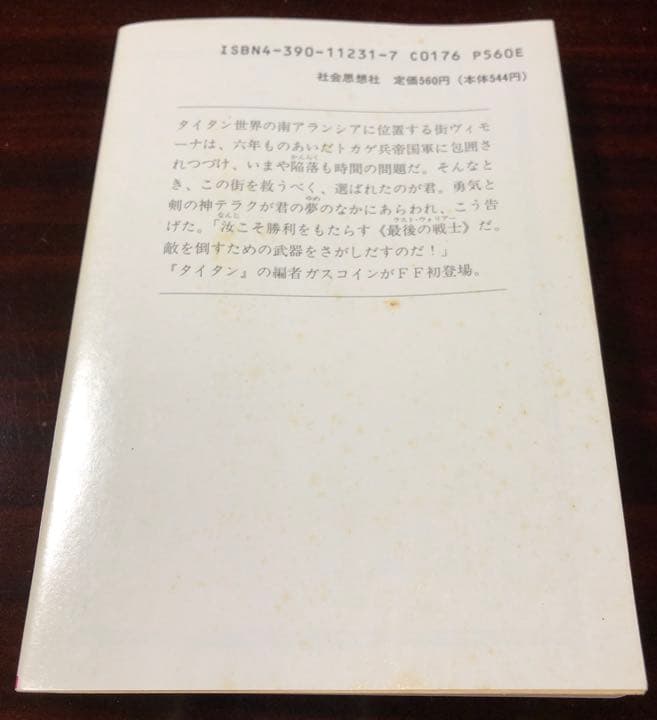 ISBN4-390-11231-7 C0176 P560E
社会思想社 定価560円(本体544円)
タイタン世界の南アランシアに位置する街ヴィモ
ーナは、六年ものあいだトカゲ兵帝国軍に包囲さ
れつづけ、いまや陥落も時間の問題だ。そんなと
き、この街を救うべく、選ばれたのが君。勇気と
剣の神テラクが君の夢のなかにあらわれ、こう告
げた。「汝こそ勝利をもたらす《最後の戦士》だ。
敵を倒すための武器をさがしだすのだ!」
『タイタン』の編者ガスコインがFF初登場。